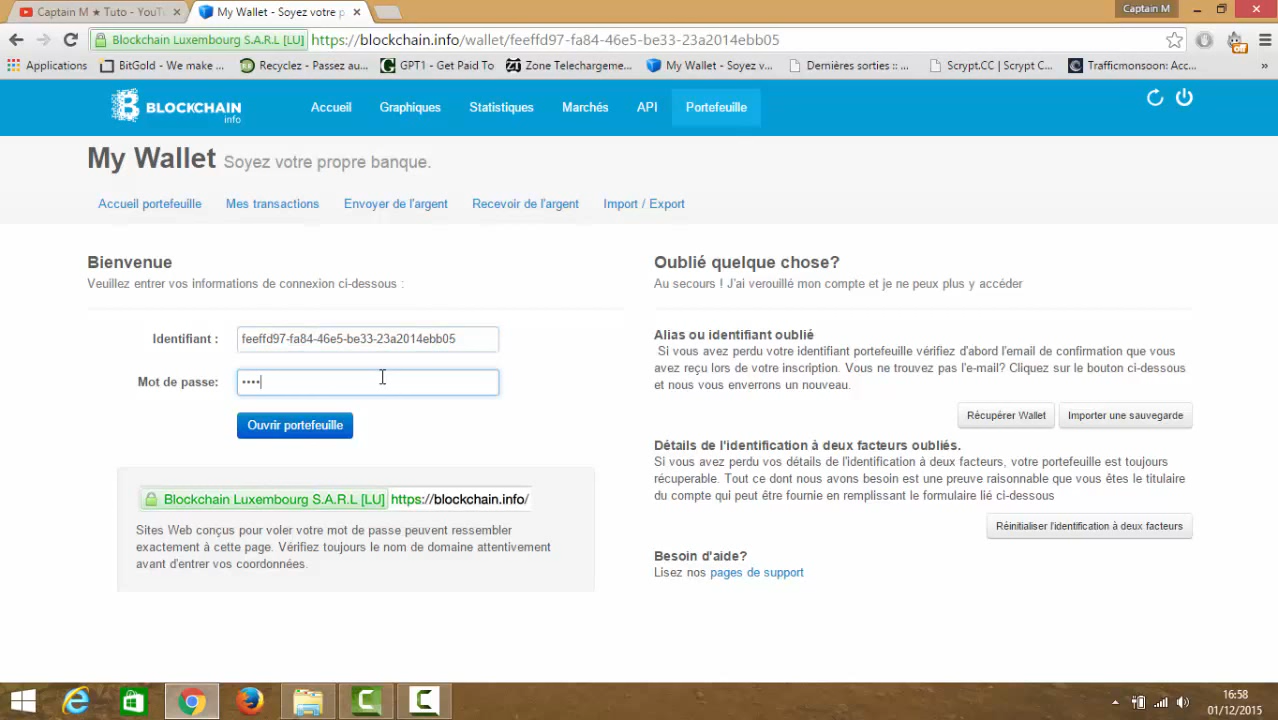 Captain M ★ Tuto - YouTu
My Wallet - Soyez votre p
Captain M
Blockchain Luxembourg S.A.R.L [LU]
https://blockchain.info/wallet/feeffd97-fa84-46e5-be33-23a2014ebb05
Applications
BitGold - We make ...
Recyclez - Passez au...
GPT1 - Get Paid To
Zone Telechargeme...
My Wallet - Soyez v...
Dernières sorties :: ...
Scrypt.CC | Scrypt C...
Trafficmonsoon: Acc...
»
off
BLOCKCHAIN
info
Accueil
Graphiques
Statistiques
Marchés
API
Portefeuille
My Wallet Soyez votre propre banque.
Accueil portefeuille
Mes transactions
Envoyer de l'argent
Recevoir de l'argent
Import / Export
Bienvenue
Veuillez entrer vos informations de connexion ci-dessous :
Identifiant :
feeffd97-fa84-46e5-be33-23a2014ebb05
Mot de passe:
••••
Ouvrir portefeuille
Blockchain Luxembourg S.A.R.L [LU] https://blockchain.info/
Sites Web conçus pour voler votre mot de passe peuvent ressembler
exactement à cette page. Vérifiez toujours le nom de domaine attentivement
avant d'entrer vos coordonnées.
Oublié quelque chose?
Au secours ! J'ai verouillé mon compte et je ne peux plus y accéder
Alias ou identifiant oublié
Si vous avez perdu votre identifiant portefeuille vérifiez d'abord l'email de confirmation que vous
avez reçu lors de votre inscription. Vous ne trouvez pas l'e-mail? Cliquez sur le bouton ci-dessous
et nous vous enverrons un nouveau.
Récupérer Wallet
Importer une sauvegarde
Détails de l'identification à deux facteurs oubliés.
Si vous avez perdu vos détails de l'identification à deux facteurs, votre portefeuille est toujours
récuperable. Tout ce dont nous avons besoin est une preuve raisonnable que vous êtes le titulaire
du compte qui peut être fournie en remplissant le formulaire lié ci-dessous
Réinitialiser l'identification à deux facteurs
Besoin d'aide?
Lisez nos pages de support
16:58
01/12/2015